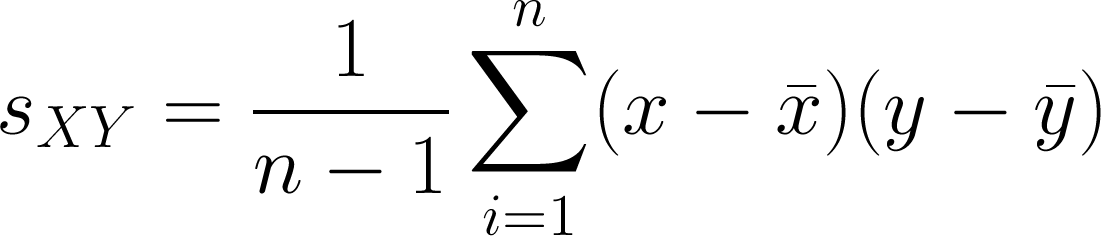 s_{XY} = \frac{1}{n-1} \sum_{i=1}^{n} (x - \bar{x})(y - \bar{y})